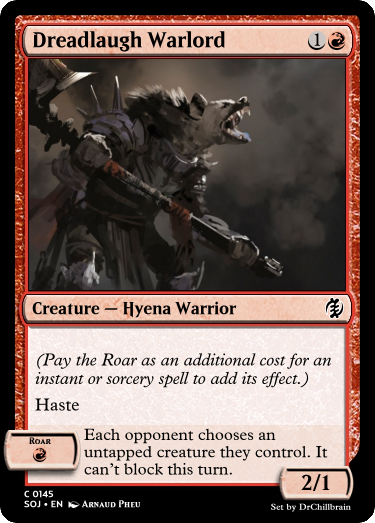 Dreadlaugh Warlord 1
Creature — Hyena Warrior
(Pay the Roar as an additional cost for an
instant or sorcery spell to add its effect.)
Haste
ROAR
Each opponent chooses an
untapped creature they control. It
can't block this turn.
2/1
C 0145
SOJ • EN ARNAUD PHEU
Set by DrChillbrain